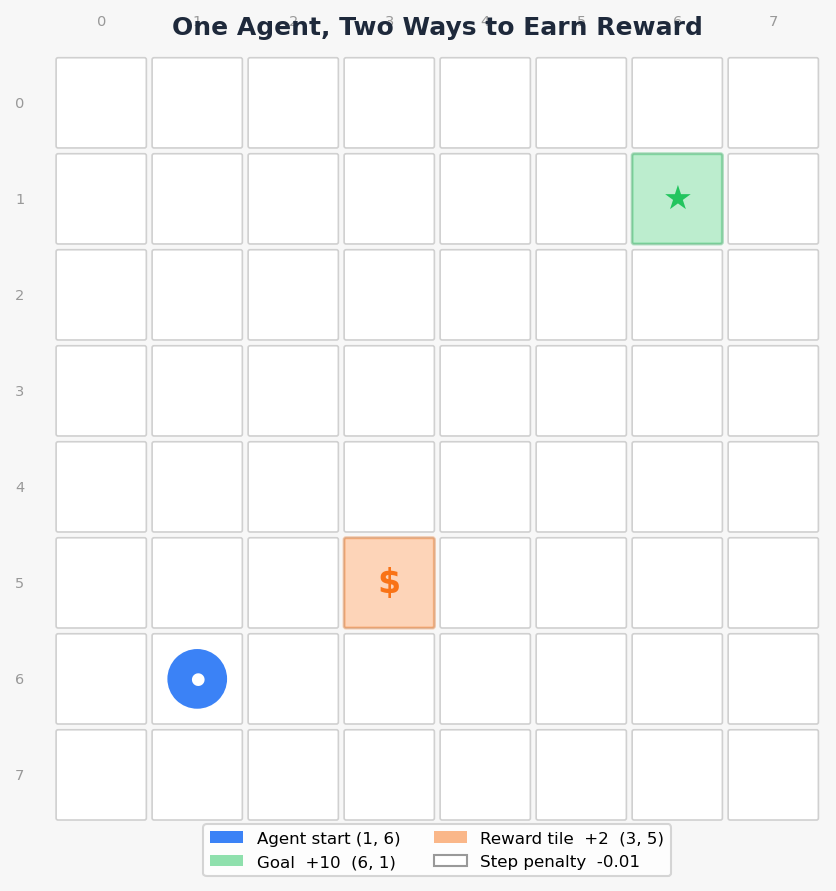 One Agent, Two Ways to Earn Reward
0 1 2 3 4 5 6 7
0
1 ★
2
3
4
5 $
6
7
Agent start (1, 6) Reward tile +2 (3, 5)
Goal +10 (6, 1) Step penalty -0.01